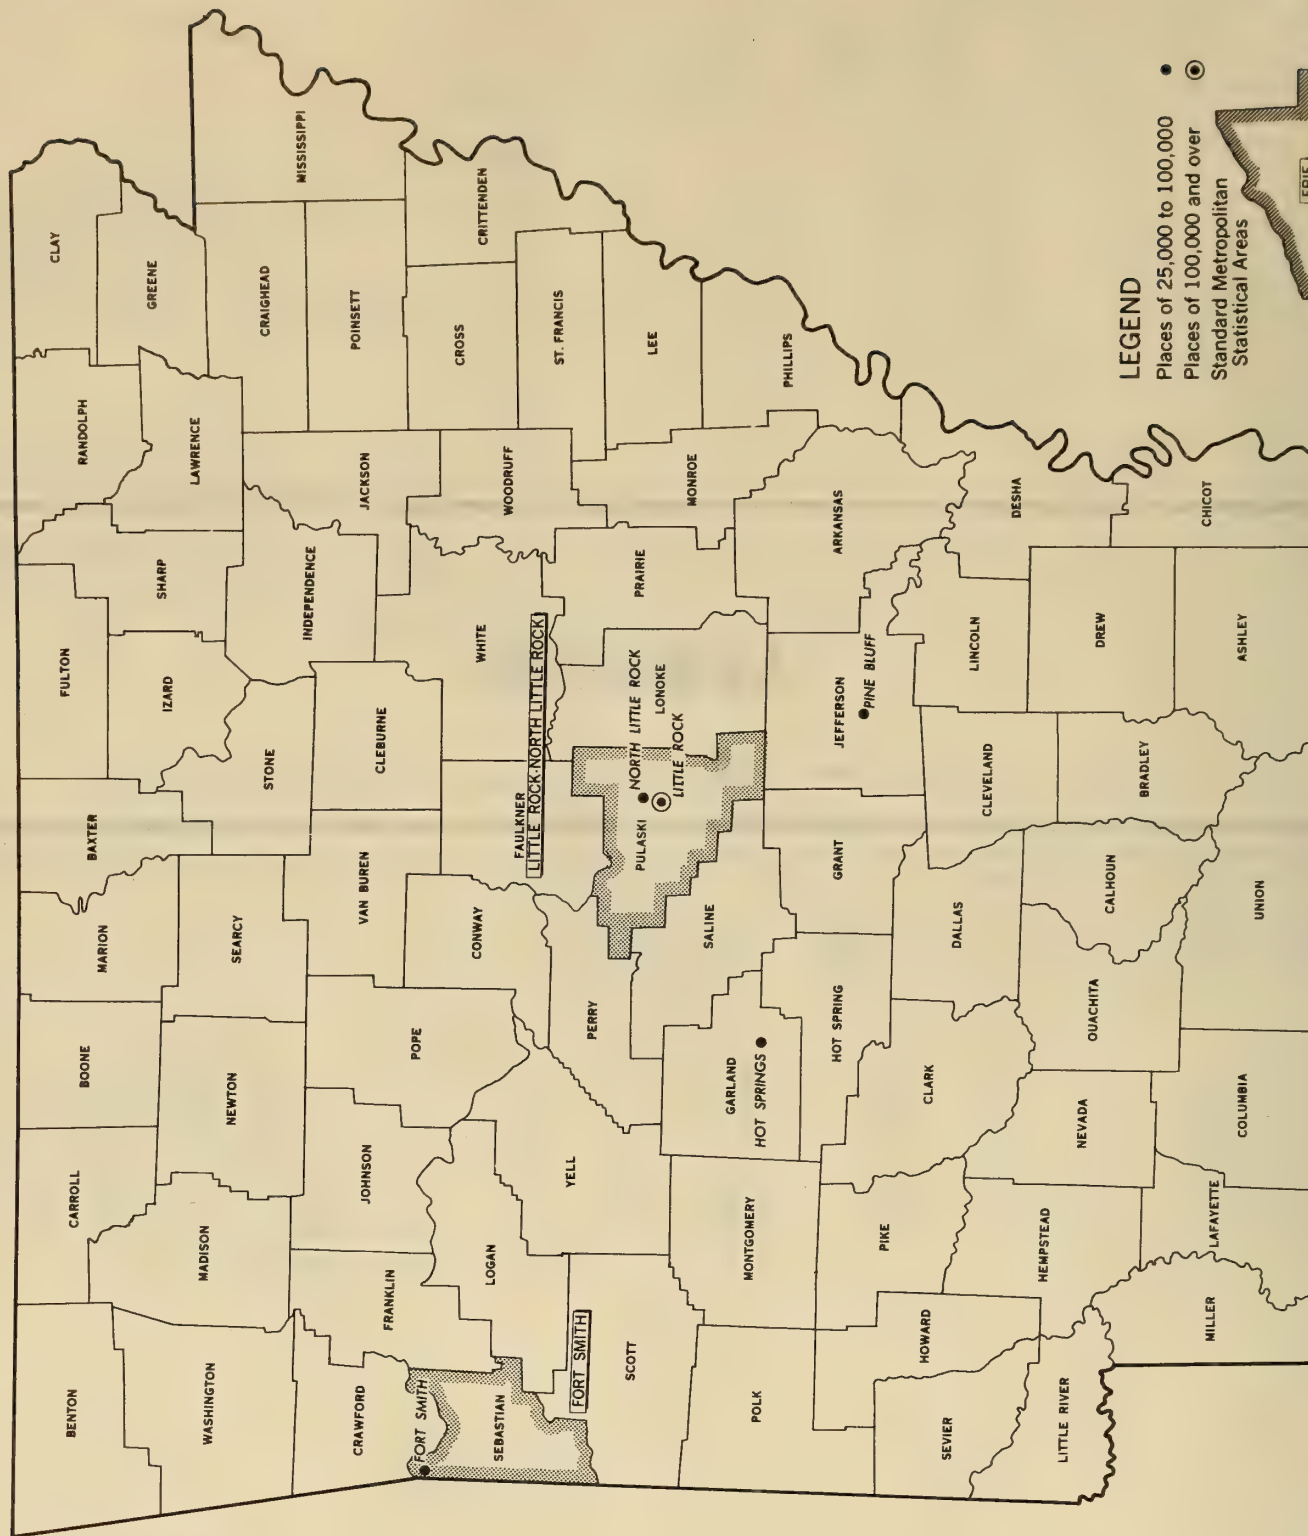 BENTON
CARROLL
BOONE
MARION
BAXTER
FULTON
RANDOLPH
CLAY
WASHINGTON
MADISON
NEWTON
SEARCY
IZARD
SHARP
LAWRENCE
GREENE
STONE
INDEPENDENCE
CRAIGHEAD
MISSISSIPPI
CRAWFORD
FRANKLIN
JOHNSON
POPE
VAN BUREN
CLEBURNE
JACKSON
POINSETT
FORT SMITH
SEBASTIAN
LOGAN
CONWAY
FAULKNER
WHITE
WOODRUFF
CROSS
CRITTENDEN
LITTLE ROCK-NORTH LITTLE ROCK
FORT SMITH
YELL
PERRY
ST. FRANCIS
SCOTT
PULASKI
NORTH LITTLE ROCK
LITTLE ROCK
LONOKE
PRAIRIE
MONROE
LEE
SALINE
GARLAND
HOT SPRINGS
POLK
MONTGOMERY
PHILLIPS
HOT SPRING
GRANT
JEFFERSON
PINE BLUFF
ARKANSAS
PIKE
CLARK
HOWARD
SEVIER
DALLAS
CLEVELAND
LINCOLN
DESHA
LITTLE RIVER
HEMPSTEAD
NEVADA
OUACHITA
CALHOUN
BRADLEY
DREW
MILLER
LAFAYETTE
COLUMBIA
UNION
ASHLEY
CHICOT
LEGEND
Places of 25,000 to 100,000
Places of 100,000 and over
Standard Metropolitan
Statistical Areas